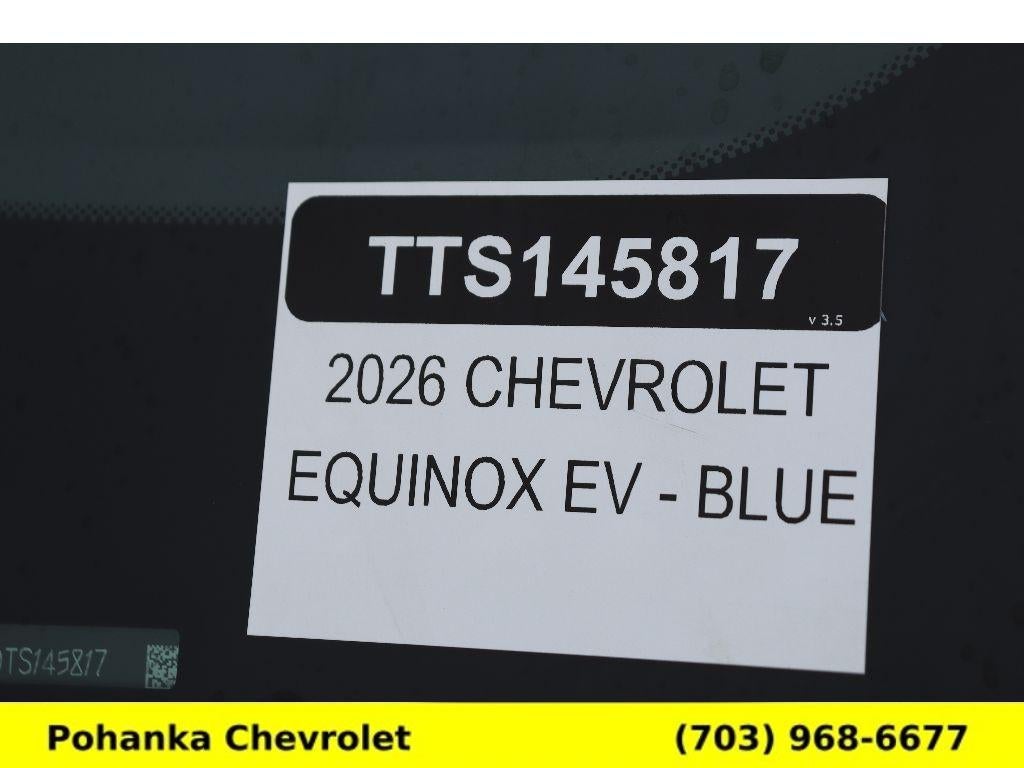 TTS145817
v 3.5
2026 CHEVROLET
EQUINOX EV - BLUE
TS145817
Pohanka Chevrolet
(703) 968-6677